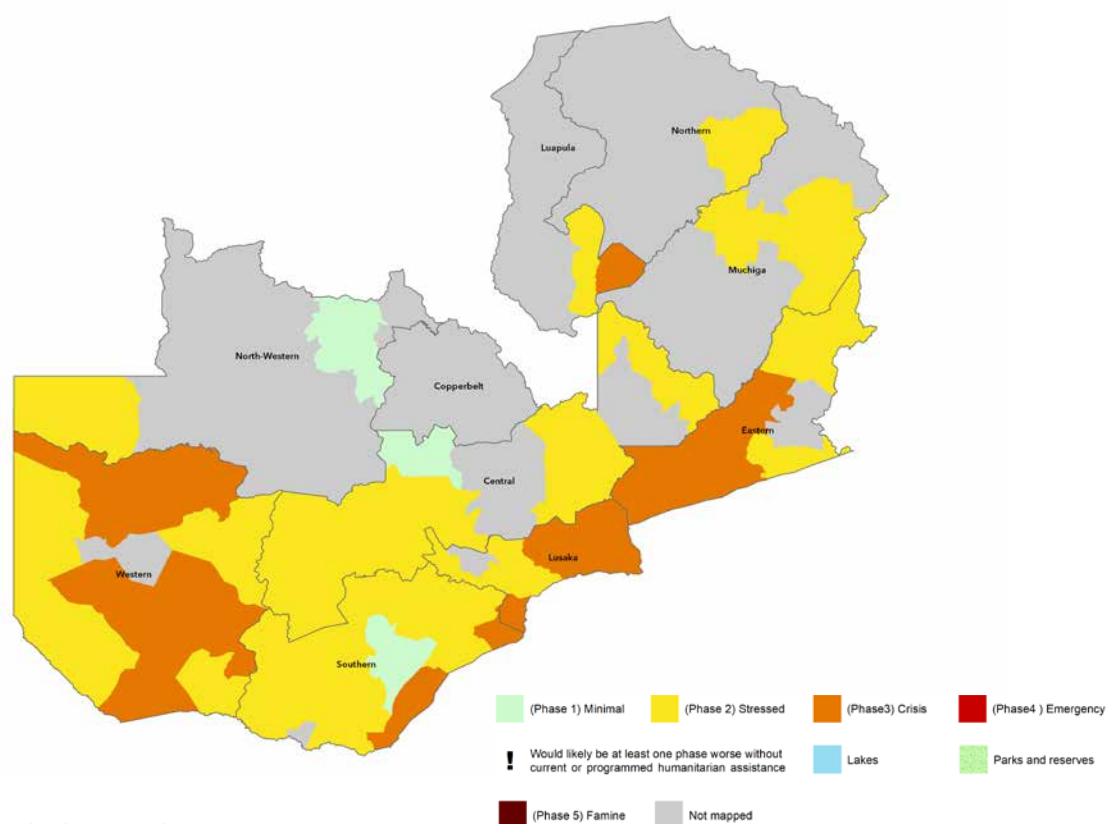 Northern
Luapula
Muchiga
North-Western
Copperbelt
Eastern
Central
Lusaka
Western
Southern
(Phase 1) Minimal
(Phase 2) Stressed
(Phase3) Crisis
(Phase4 ) Emergency
! Would likely be at least one phase worse without
current or programmed humanitarian assistance
Lakes
Parks and reserves
(Phase 5) Famine
Not mapped